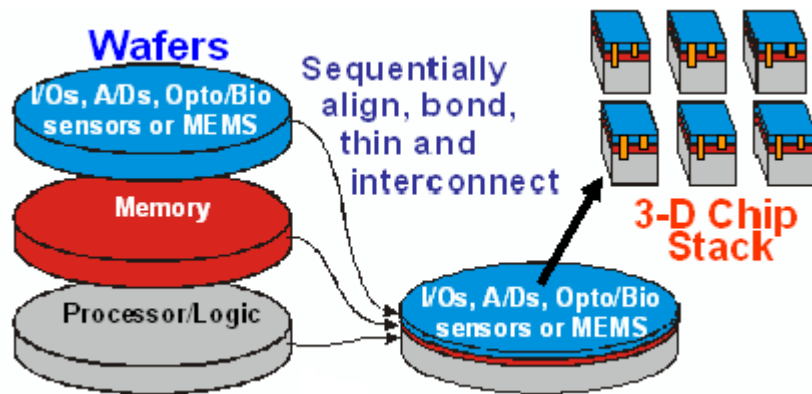 Wafers
I/Os, A/Ds, Opto/Bio
sensors or MEMS
Memory
Processor/Logic
Sequentially
align, bond,
thin and
interconnect
3-D Chip
Stack
I/Os, A/Ds, Opto/Bio
sensors or MEMS